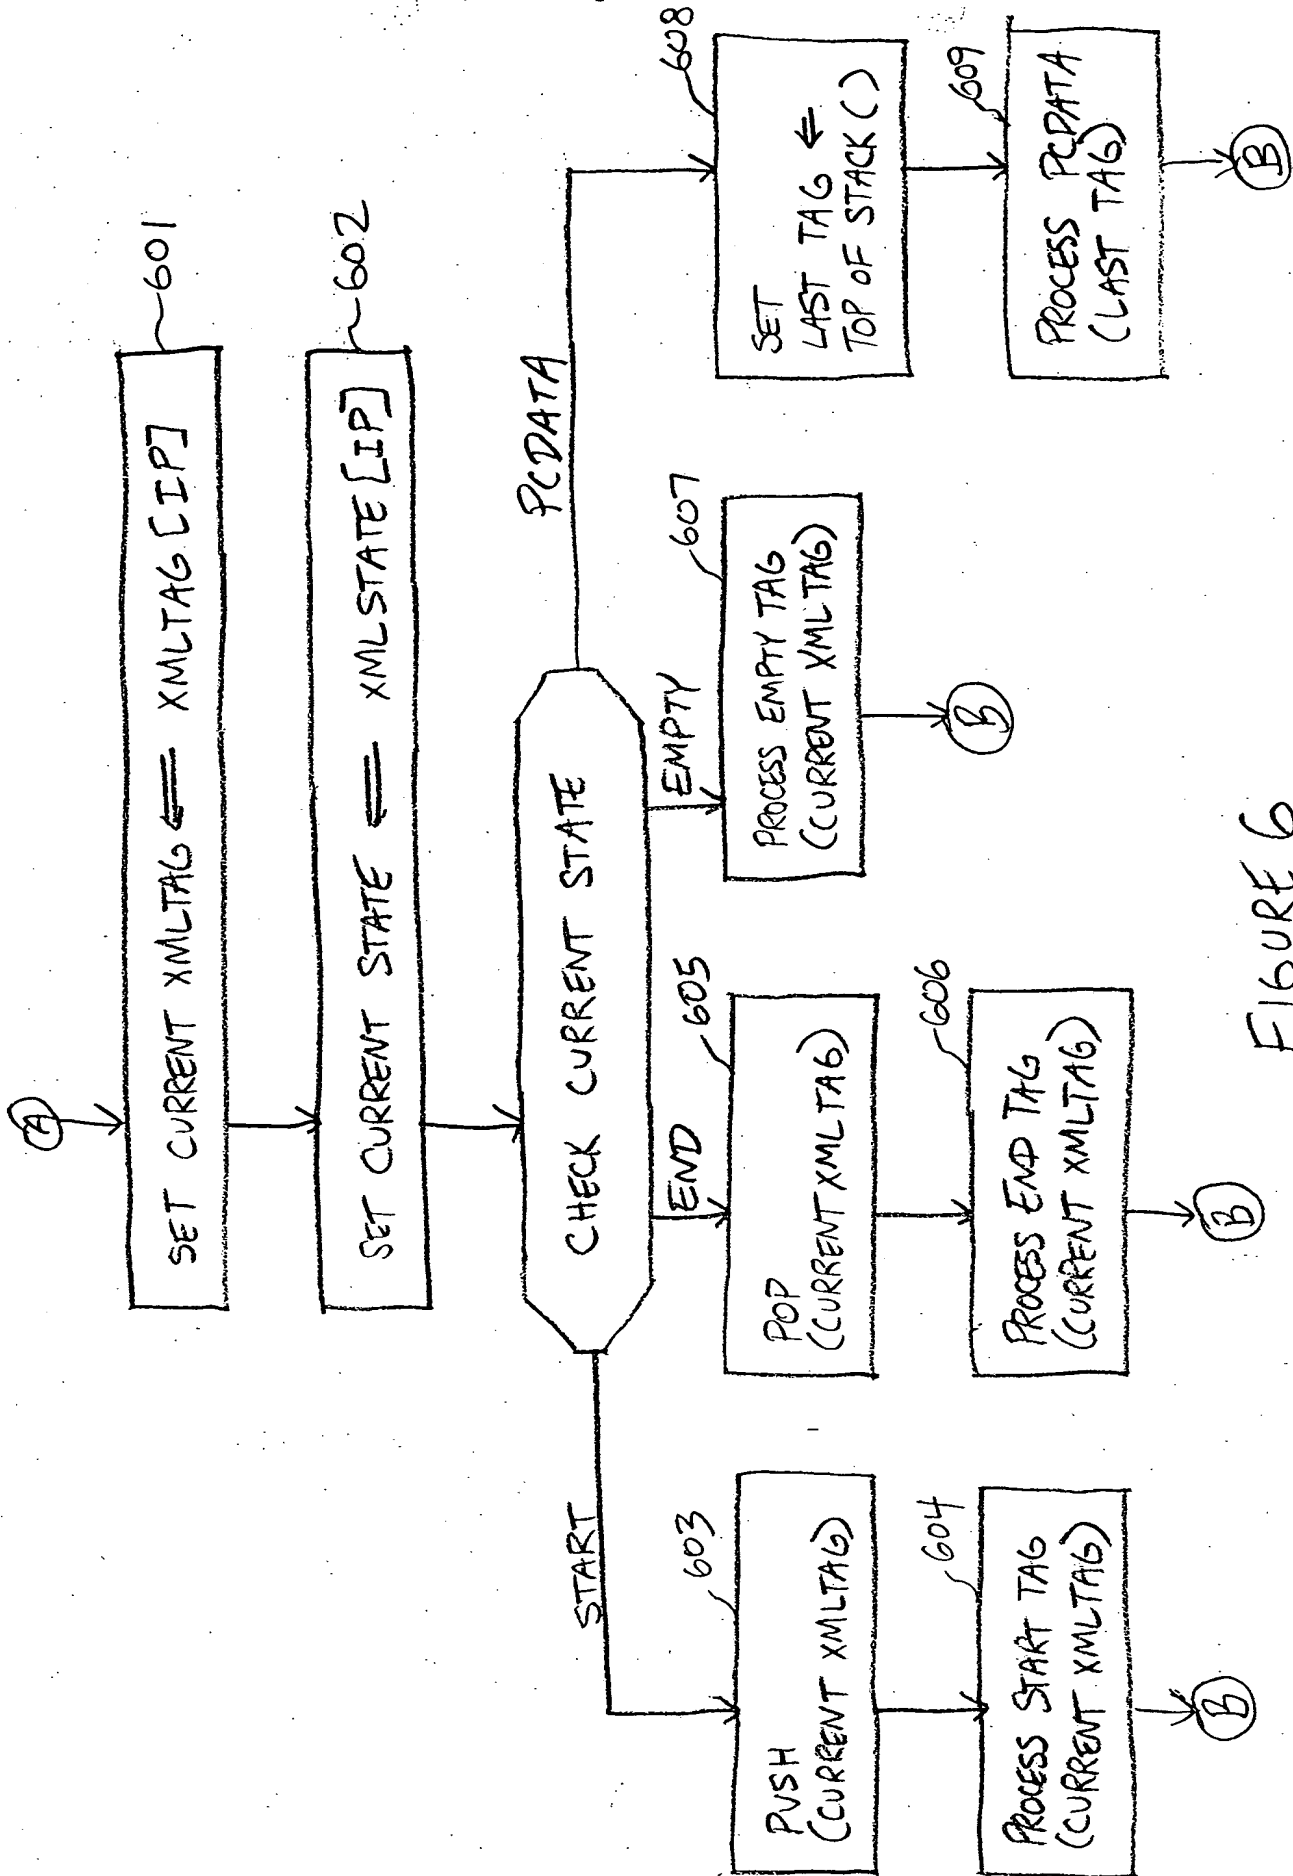 A
SET CURRENT XMLTAG ⇐ XMLTAG [IP]
601
SET CURRENT STATE ⇐ XMLSTATE [IP]
602
CHECK CURRENT STATE
START
END
EMPTY
PCDATA
603
PUSH
(CURRENT XMLTAG)
604
PROCESS START TAG
(CURRENT XMLTAG)
B
605
POP
(CURRENT XMLTAG)
606
PROCESS END TAG
(CURRENT XMLTAG)
B
607
PROCESS EMPTY TAG
(CURRENT XMLTAG)
B
608
SET
LAST TAG ⇐
TOP OF STACK ( )
609
PROCESS PCDATA
(LAST TAG)
B
FIGURE 6